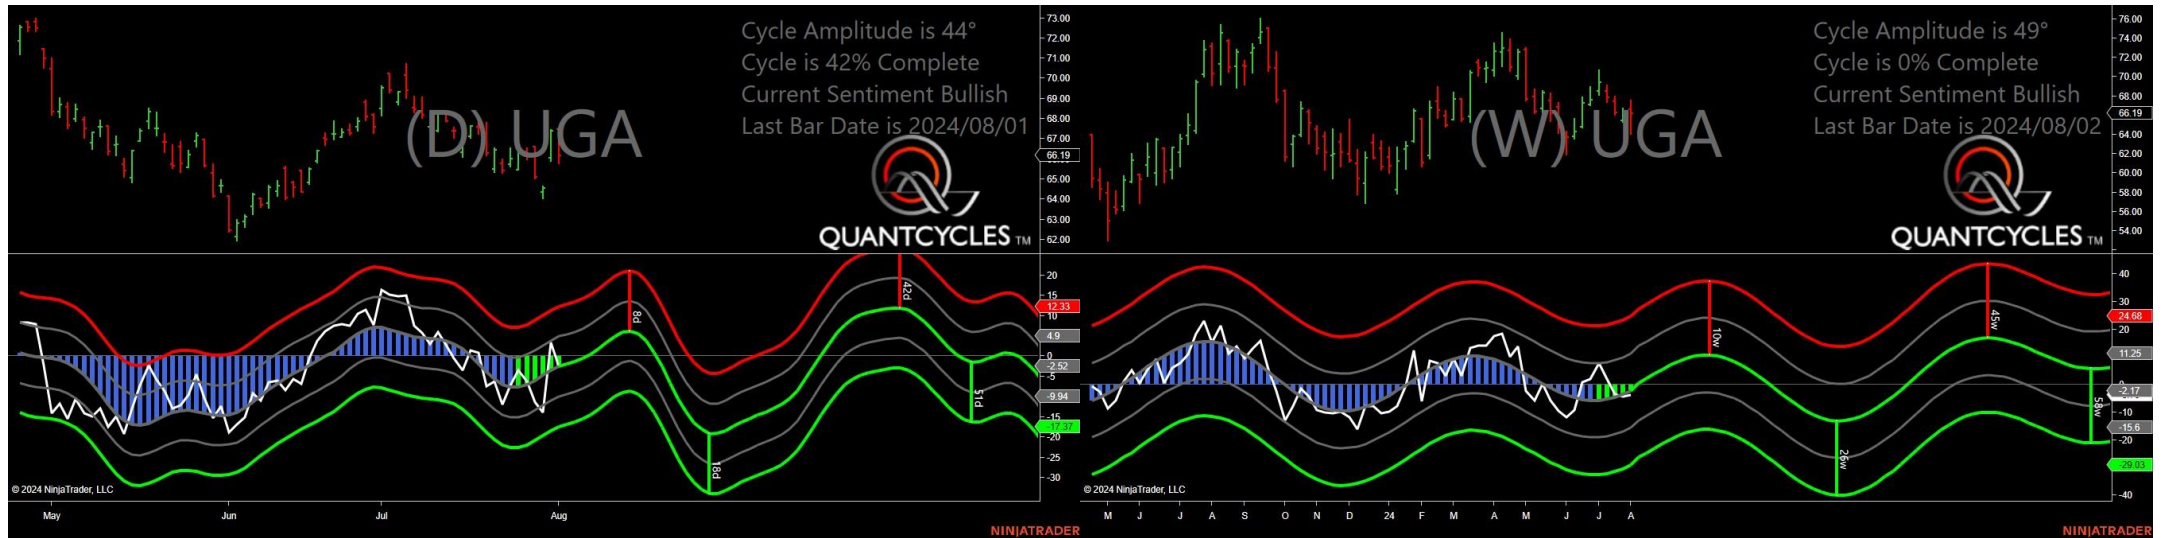 Cycle Amplitude is 44°
Cycle is 42% Complete
Current Sentiment Bullish
Last Bar Date is 2024/08/01
(D) UGA
QUANTCYCLES TM
73.00
72.00
71.00
70.00
69.00
68.00
67.00
66.19
65.00
64.00
63.00
62.00
8d
18d
42d
51d
20
15
12.33
10
4.9
0
-2.52
-5
-9.94
-15
-17.37
-20
-25
-30
© 2024 NinjaTrader, LLC
May
Jun
Jul
Aug
NINJATRADER
Cycle Amplitude is 49°
Cycle is 0% Complete
Current Sentiment Bullish
Last Bar Date is 2024/08/02
(W) UGA
QUANTCYCLES TM
76.00
74.00
72.00
70.00
68.00
66.19
64.00
62.00
60.00
58.00
56.00
54.00
10w
26w
45w
58w
40
30
24.68
20
11.25
0
-2.17
-10
-15.6
-20
-29.03
-40
© 2024 NinjaTrader, LLC
M J J A S O N D 24 F M A M J J A
NINJATRADER